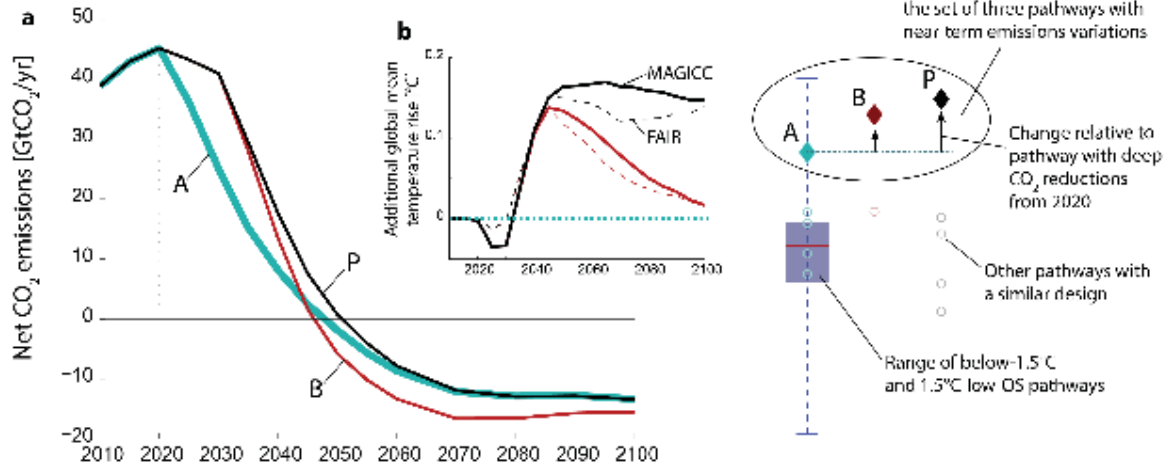 a
50
40
30
20
10
0
−10
−20
Net CO2 emissions [GtCO2/yr]
2010 2020 2030 2040 2050 2060 2070 2080 2090 2100
A
P
B
b
0.2
0.1
0
Additional global mean
temperature rise °C
2020 2040 2060 2080 2100
MAGICC
FAIR
the set of three pathways with
near term emissions variations
A
B
P
Change relative to
pathway with deep
CO2 reductions
from 2020
Other pathways with
a similar design
Range of below-1.5 C
and 1.5°C low OS pathways